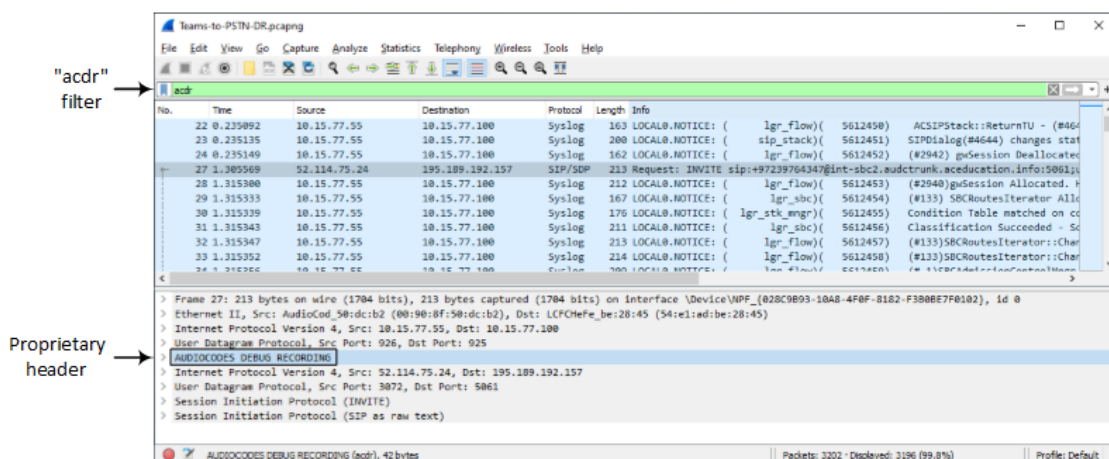 Teams-to-PSTN-DR.pcapng
File Edit View Go Capture Analyze Statistics Telephony Wireless Tools Help
"acdr"
filter
acdr
No. Time Source Destination Protocol Length Info
22 0.235092 10.15.77.55 10.15.77.100 Syslog 163 LOCAL0.NOTICE: ( lgr_flow)( 5612450) ACSIPStack::ReturnTU - (#464
23 0.235135 10.15.77.55 10.15.77.100 Syslog 200 LOCAL0.NOTICE: ( sip_stack)( 5612451) SIPDialog(#4644) changes stat
24 0.235149 10.15.77.55 10.15.77.100 Syslog 162 LOCAL0.NOTICE: ( lgr_flow)( 5612452) (#2942) gwSession Deallocated
27 1.305569 52.114.75.24 195.189.192.157 SIP/SDP 213 Request: INVITE sip:+97239764347@int-sbc2.audctrunk.aceducation.info:5061;u
28 1.315300 10.15.77.55 10.15.77.100 Syslog 212 LOCAL0.NOTICE: ( lgr_flow)( 5612453) (#2940)gwSession Allocated. H
29 1.315333 10.15.77.55 10.15.77.100 Syslog 167 LOCAL0.NOTICE: ( lgr_sbc)( 5612454) (#133) SBCRoutesIterator Allo
30 1.315339 10.15.77.55 10.15.77.100 Syslog 176 LOCAL0.NOTICE: ( lgr_stk_mngr)( 5612455) Condition Table matched on co
31 1.315343 10.15.77.55 10.15.77.100 Syslog 211 LOCAL0.NOTICE: ( lgr_sbc)( 5612456) Classification Succeeded - So
32 1.315347 10.15.77.55 10.15.77.100 Syslog 213 LOCAL0.NOTICE: ( lgr_flow)( 5612457) (#133)SBCRoutesIterator::Char
33 1.315352 10.15.77.55 10.15.77.100 Syslog 214 LOCAL0.NOTICE: ( lgr_flow)( 5612458) (#133)SBCRoutesIterator::Char
Frame 27: 213 bytes on wire (1704 bits), 213 bytes captured (1704 bits) on interface \Device\NPF_{028C9B93-10A8-4F0F-8182-F3B0BE7F0102}, id 0
Ethernet II, Src: AudioCod_50:dc:b2 (00:90:8f:50:dc:b2), Dst: LCFCHeFe_be:28:45 (54:e1:ad:be:28:45)
Internet Protocol Version 4, Src: 10.15.77.55, Dst: 10.15.77.100
User Datagram Protocol, Src Port: 926, Dst Port: 925
Proprietary
header
AUDIOCODES DEBUG RECORDING
Internet Protocol Version 4, Src: 52.114.75.24, Dst: 195.189.192.157
User Datagram Protocol, Src Port: 3072, Dst Port: 5061
Session Initiation Protocol (INVITE)
Session Initiation Protocol (SIP as raw text)
AUDIOCODES DEBUG RECORDING (acdr), 42 bytes
Packets: 3202 · Displayed: 3196 (99.8%)
Profile: Default